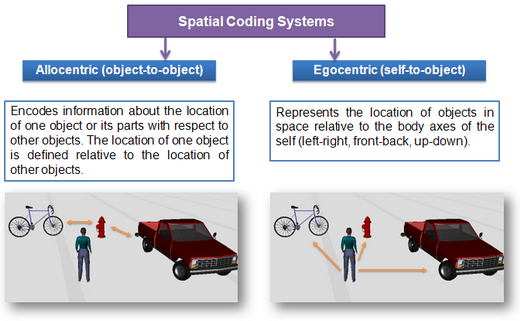 Spatial Coding Systems
Allocentric (object-to-object)
Egocentric (self-to-object)
Encodes information about the location
of one object or its parts with respect to
other objects. The location of one object
is defined relative to the location of
other objects.
Represents the location of objects in
space relative to the body axes of the
self (left-right, front-back, up-down).